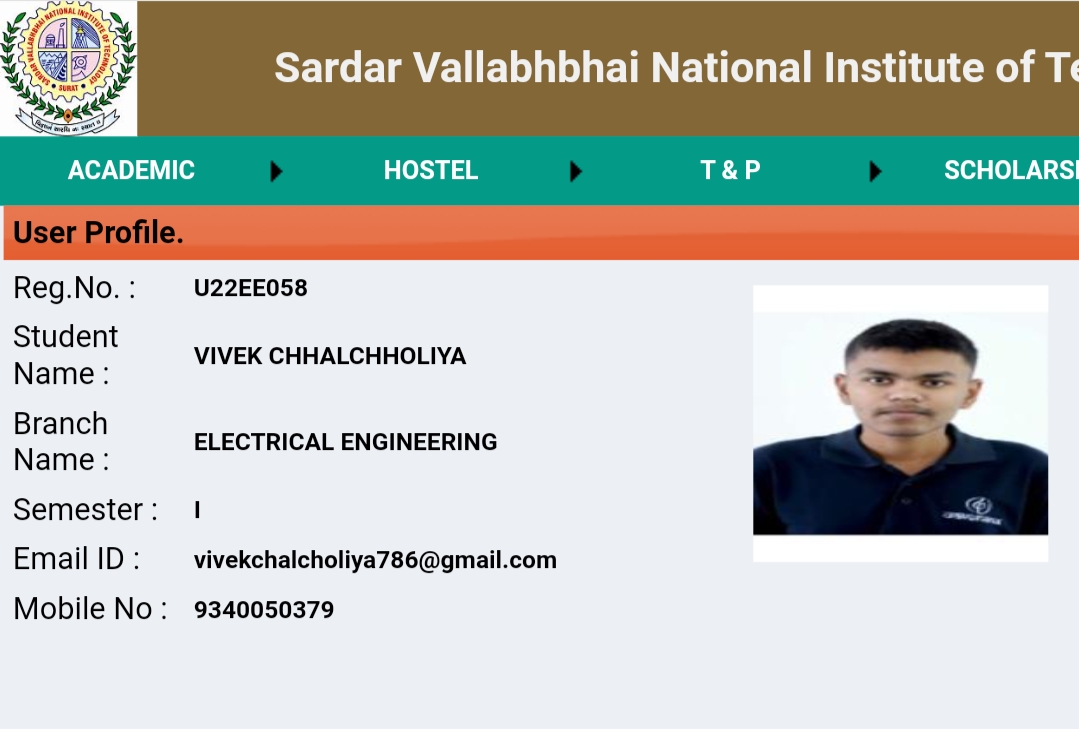 SARDAR VALLABHBHAI NATIONAL INSTITUTE OF TECHNOLOGY
SURAT
Sardar Vallabhbhai National Institute of Te
ACADEMIC HOSTEL T & P SCHOLARS
User Profile.
Reg.No. : U22EE058
Student Name : VIVEK CHHALCHHOLIYA
Branch Name : ELECTRICAL ENGINEERING
Semester : I
Email ID : vivekchalcholiya786@gmail.com
Mobile No : 9340050379